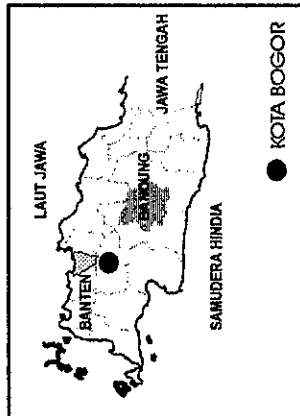 LAUT JAWA
BANTEN
BANDUNG
JAWA TENGAH
SAMUDERA HINDIA
KOTA BOGOR